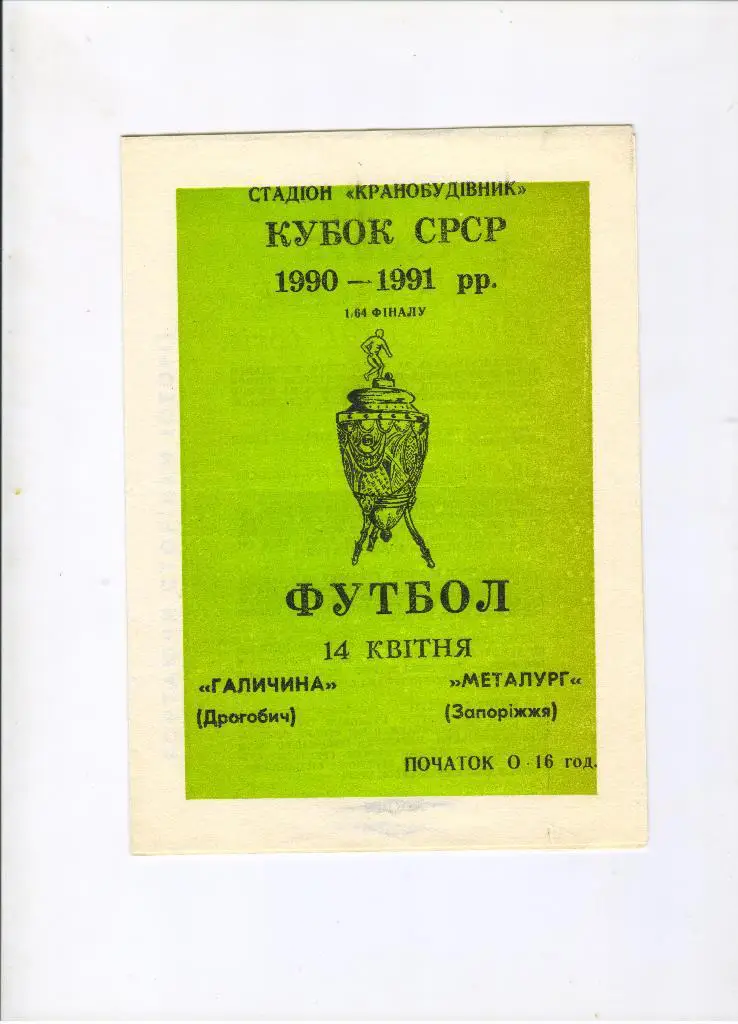 СТАДІОН «КРАНОБУДІВНИК»
КУБОК СРСР
1990 — 1991 рр.
1/64 ФІНАЛУ
ФУТБОЛ
14 КВІТНЯ
«ГАЛИЧИНА» »МЕТАЛУРГ«
(Дрогобич) (Запоріжжя)
ПОЧАТОК О 16 год.